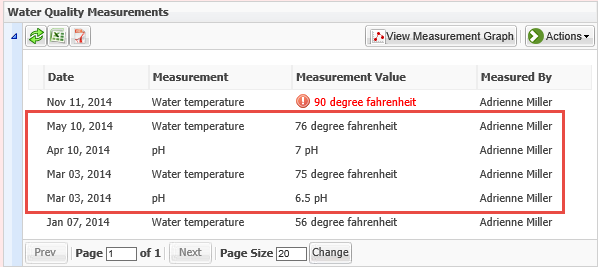 Water Quality Measurements
View Measurement Graph Actions
Date Measurement Measurement Value Measured By
Nov 11, 2014 Water temperature 90 degree fahrenheit Adrienne Miller
May 10, 2014 Water temperature 76 degree fahrenheit Adrienne Miller
Apr 10, 2014 pH 7 pH Adrienne Miller
Mar 03, 2014 Water temperature 75 degree fahrenheit Adrienne Miller
Mar 03, 2014 pH 6.5 pH Adrienne Miller
Jan 07, 2014 Water temperature 56 degree fahrenheit Adrienne Miller
Prev Page 1 of 1 Next Page Size 20 Change